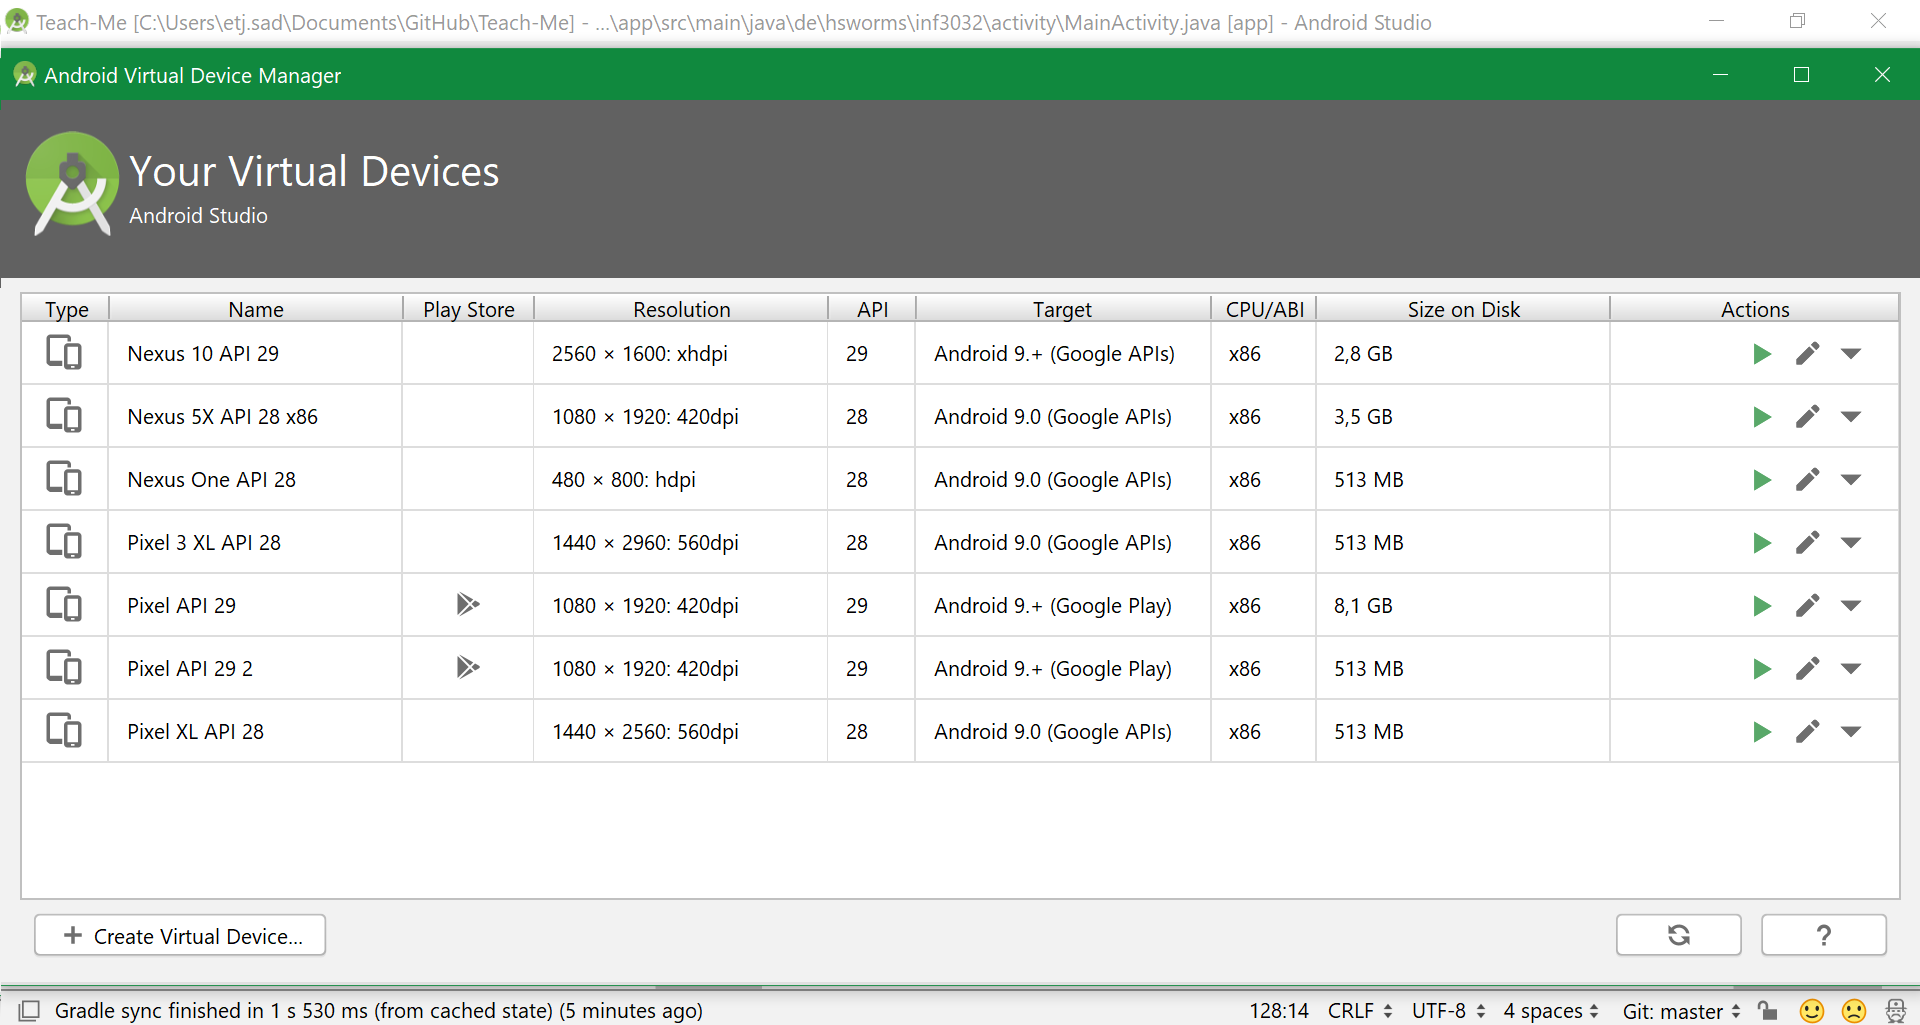 Teach-Me [C:\Users\etj.sad\Documents\GitHub\Teach-Me] - ...\app\src\main\java\de\hsworms\inf3032\activity\MainActivity.java [app] - Android Studio
Android Virtual Device Manager
Your Virtual Devices
Android Studio
Type Name Play Store Resolution API Target CPU/ABI Size on Disk Actions
Nexus 10 API 29 2560 × 1600: xhdpi 29 Android 9.+ (Google APIs) x86 2,8 GB
Nexus 5X API 28 x86 1080 × 1920: 420dpi 28 Android 9.0 (Google APIs) x86 3,5 GB
Nexus One API 28 480 × 800: hdpi 28 Android 9.0 (Google APIs) x86 513 MB
Pixel 3 XL API 28 1440 × 2960: 560dpi 28 Android 9.0 (Google APIs) x86 513 MB
Pixel API 29 1080 × 1920: 420dpi 29 Android 9.+ (Google Play) x86 8,1 GB
Pixel API 29 2 1080 × 1920: 420dpi 29 Android 9.+ (Google Play) x86 513 MB
Pixel XL API 28 1440 × 2560: 560dpi 28 Android 9.0 (Google APIs) x86 513 MB
+ Create Virtual Device... ?
Gradle sync finished in 1 s 530 ms (from cached state) (5 minutes ago) 128:14 CRLF UTF-8 4 spaces Git: master